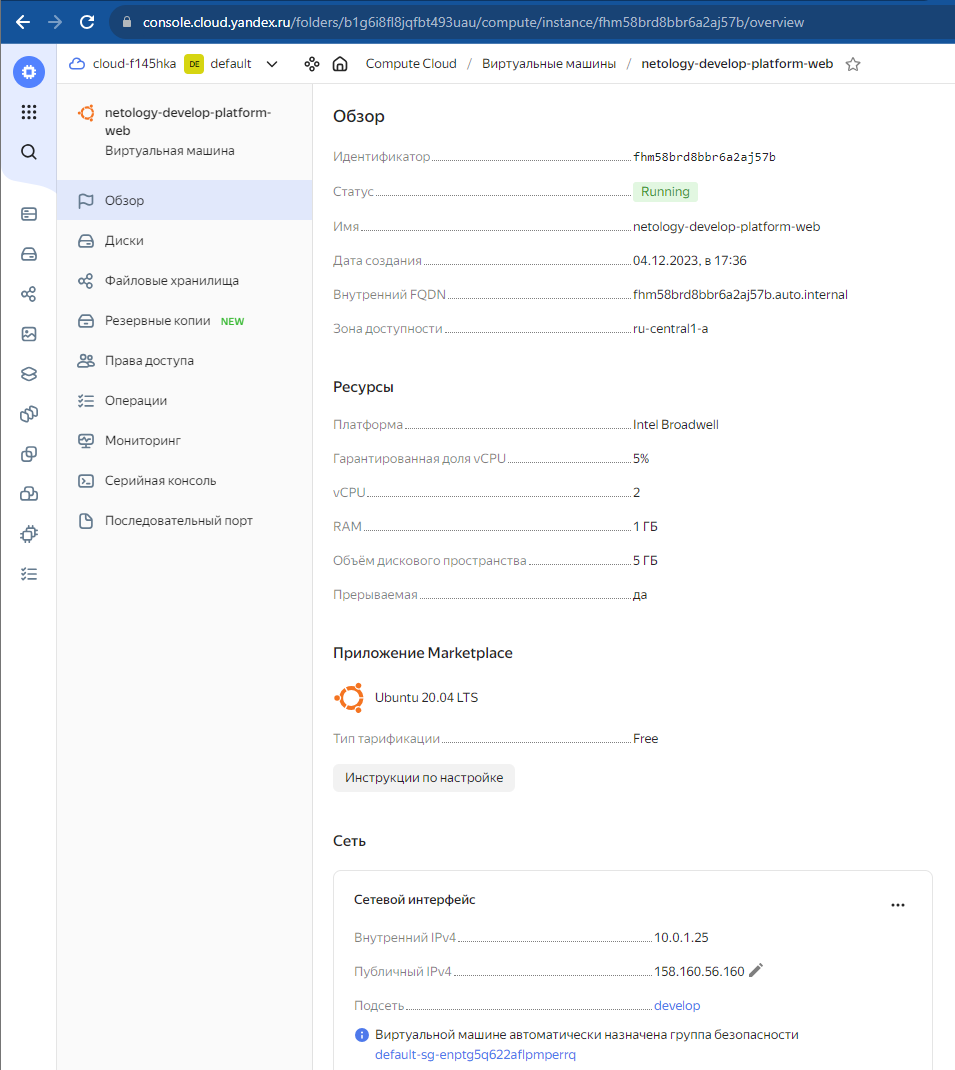 console.cloud.yandex.ru/folders/b1g6i8fl8jqfbt493uau/compute/instance/fhm58brd8bbr6a2aj57b/overview
cloud-f145hka DE default Compute Cloud / Виртуальные машины / netology-develop-platform-web
netology-develop-platform-
web
Виртуальная машина
Обзор
Диски
Файловые хранилища
Резервные копии NEW
Права доступа
Операции
Мониторинг
Серийная консоль
Последовательный порт
Обзор
Идентификатор fhm58brd8bbr6a2aj57b
Статус Running
Имя netology-develop-platform-web
Дата создания 04.12.2023, в 17:36
Внутренний FQDN fhm58brd8bbr6a2aj57b.auto.internal
Зона доступности ru-central1-a
Ресурсы
Платформа Intel Broadwell
Гарантированная доля vCPU 5%
vCPU 2
RAM 1 ГБ
Объём дискового пространства 5 ГБ
Прерываемая да
Приложение Marketplace
Ubuntu 20.04 LTS
Тип тарификации Free
Инструкции по настройке
Сеть
Сетевой интерфейс
Внутренний IPv4 10.0.1.25
Публичный IPv4 158.160.56.160
Подсеть develop
Виртуальной машине автоматически назначена группа безопасности
default-sg-enptg5q622aflpmperrq